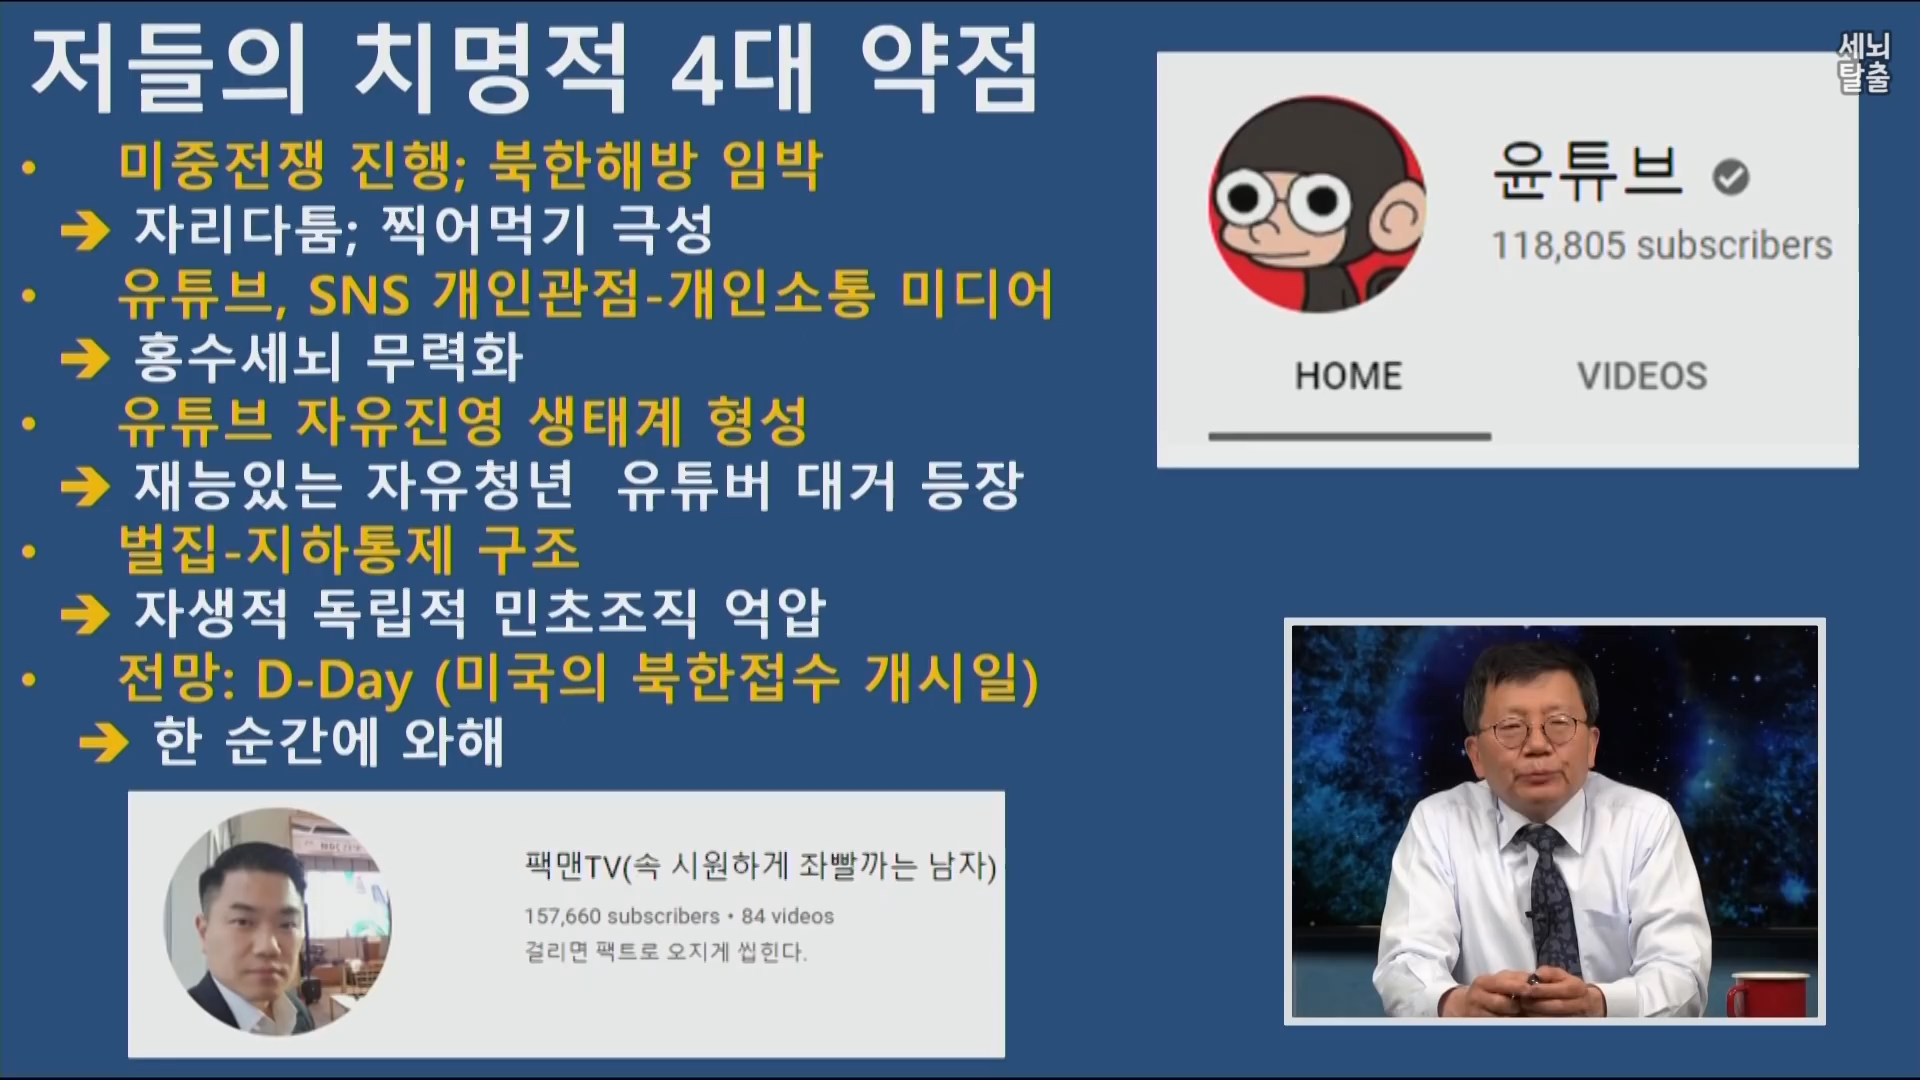 저들의 치명적 4대 약점
• 미중전쟁 진행; 북한해방 임박
➔ 자리다툼; 찍어먹기 극성
• 유튜브, SNS 개인관점-개인소통 미디어
➔ 홍수세뇌 무력화
• 유튜브 자유진영 생태계 형성
➔ 재능있는 자유청년 유튜버 대거 등장
• 벌집-지하통제 구조
➔ 자생적 독립적 민초조직 억압
• 전망: D-Day (미국의 북한접수 개시일)
➔ 한 순간에 와해
세뇌
탈출
윤튜브
118,805 subscribers
HOME VIDEOS
팩맨TV(속 시원하게 좌빨까는 남자)
157,660 subscribers • 84 videos
걸리면 팩트로 오지게 씹힌다.